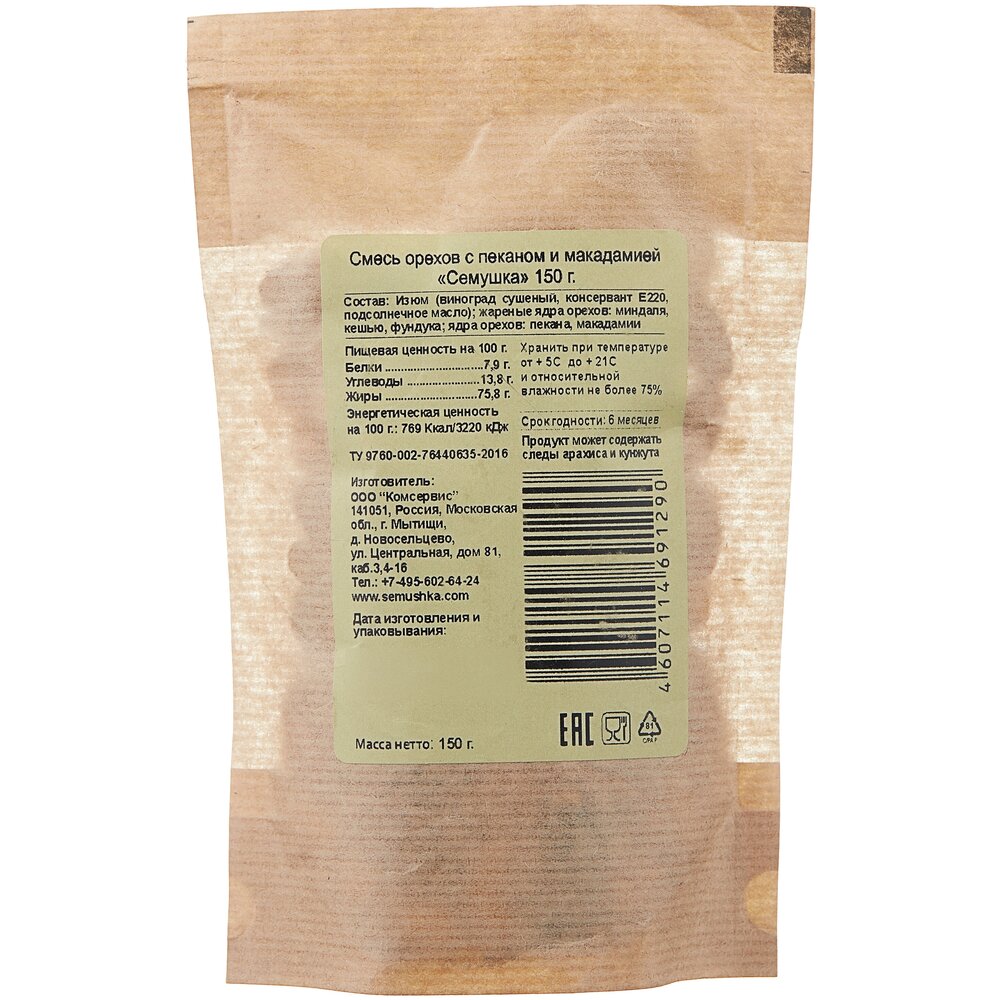 Смесь орехов с пеканом и макадамией
«Семушка» 150 г.
Состав: Изюм (виноград сушеный, консервант Е220,
подсолнечное масло); жареные ядра орехов: миндаля,
кешью, фундука; ядра орехов: пекана, макадамии
Пищевая ценность на 100 г.
Белки ..............................7,9 г.
Углеводы ......................13,8 г.
Жиры .............................75,8 г.
Энергетическая ценность
на 100 г.: 769 Ккал/3220 кДж
ТУ 9760-002-76440635-2016
Хранить при температуре
от + 5С до + 21С
и относительной
влажности не более 75%
Срок годности: 6 месяцев
Продукт может содержать
следы арахиса и кунжута
Изготовитель:
ООО "Комсервис"
141051, Россия, Московская
обл., г. Мытищи,
д. Новосельцево,
ул. Центральная, дом 81,
каб.3,4-16
Тел.: +7-495-602-64-24
www.semushka.com
Дата изготовления и
упаковывания:
4 607114 691290
EAC
81
C/PAP
Масса нетто: 150 г.